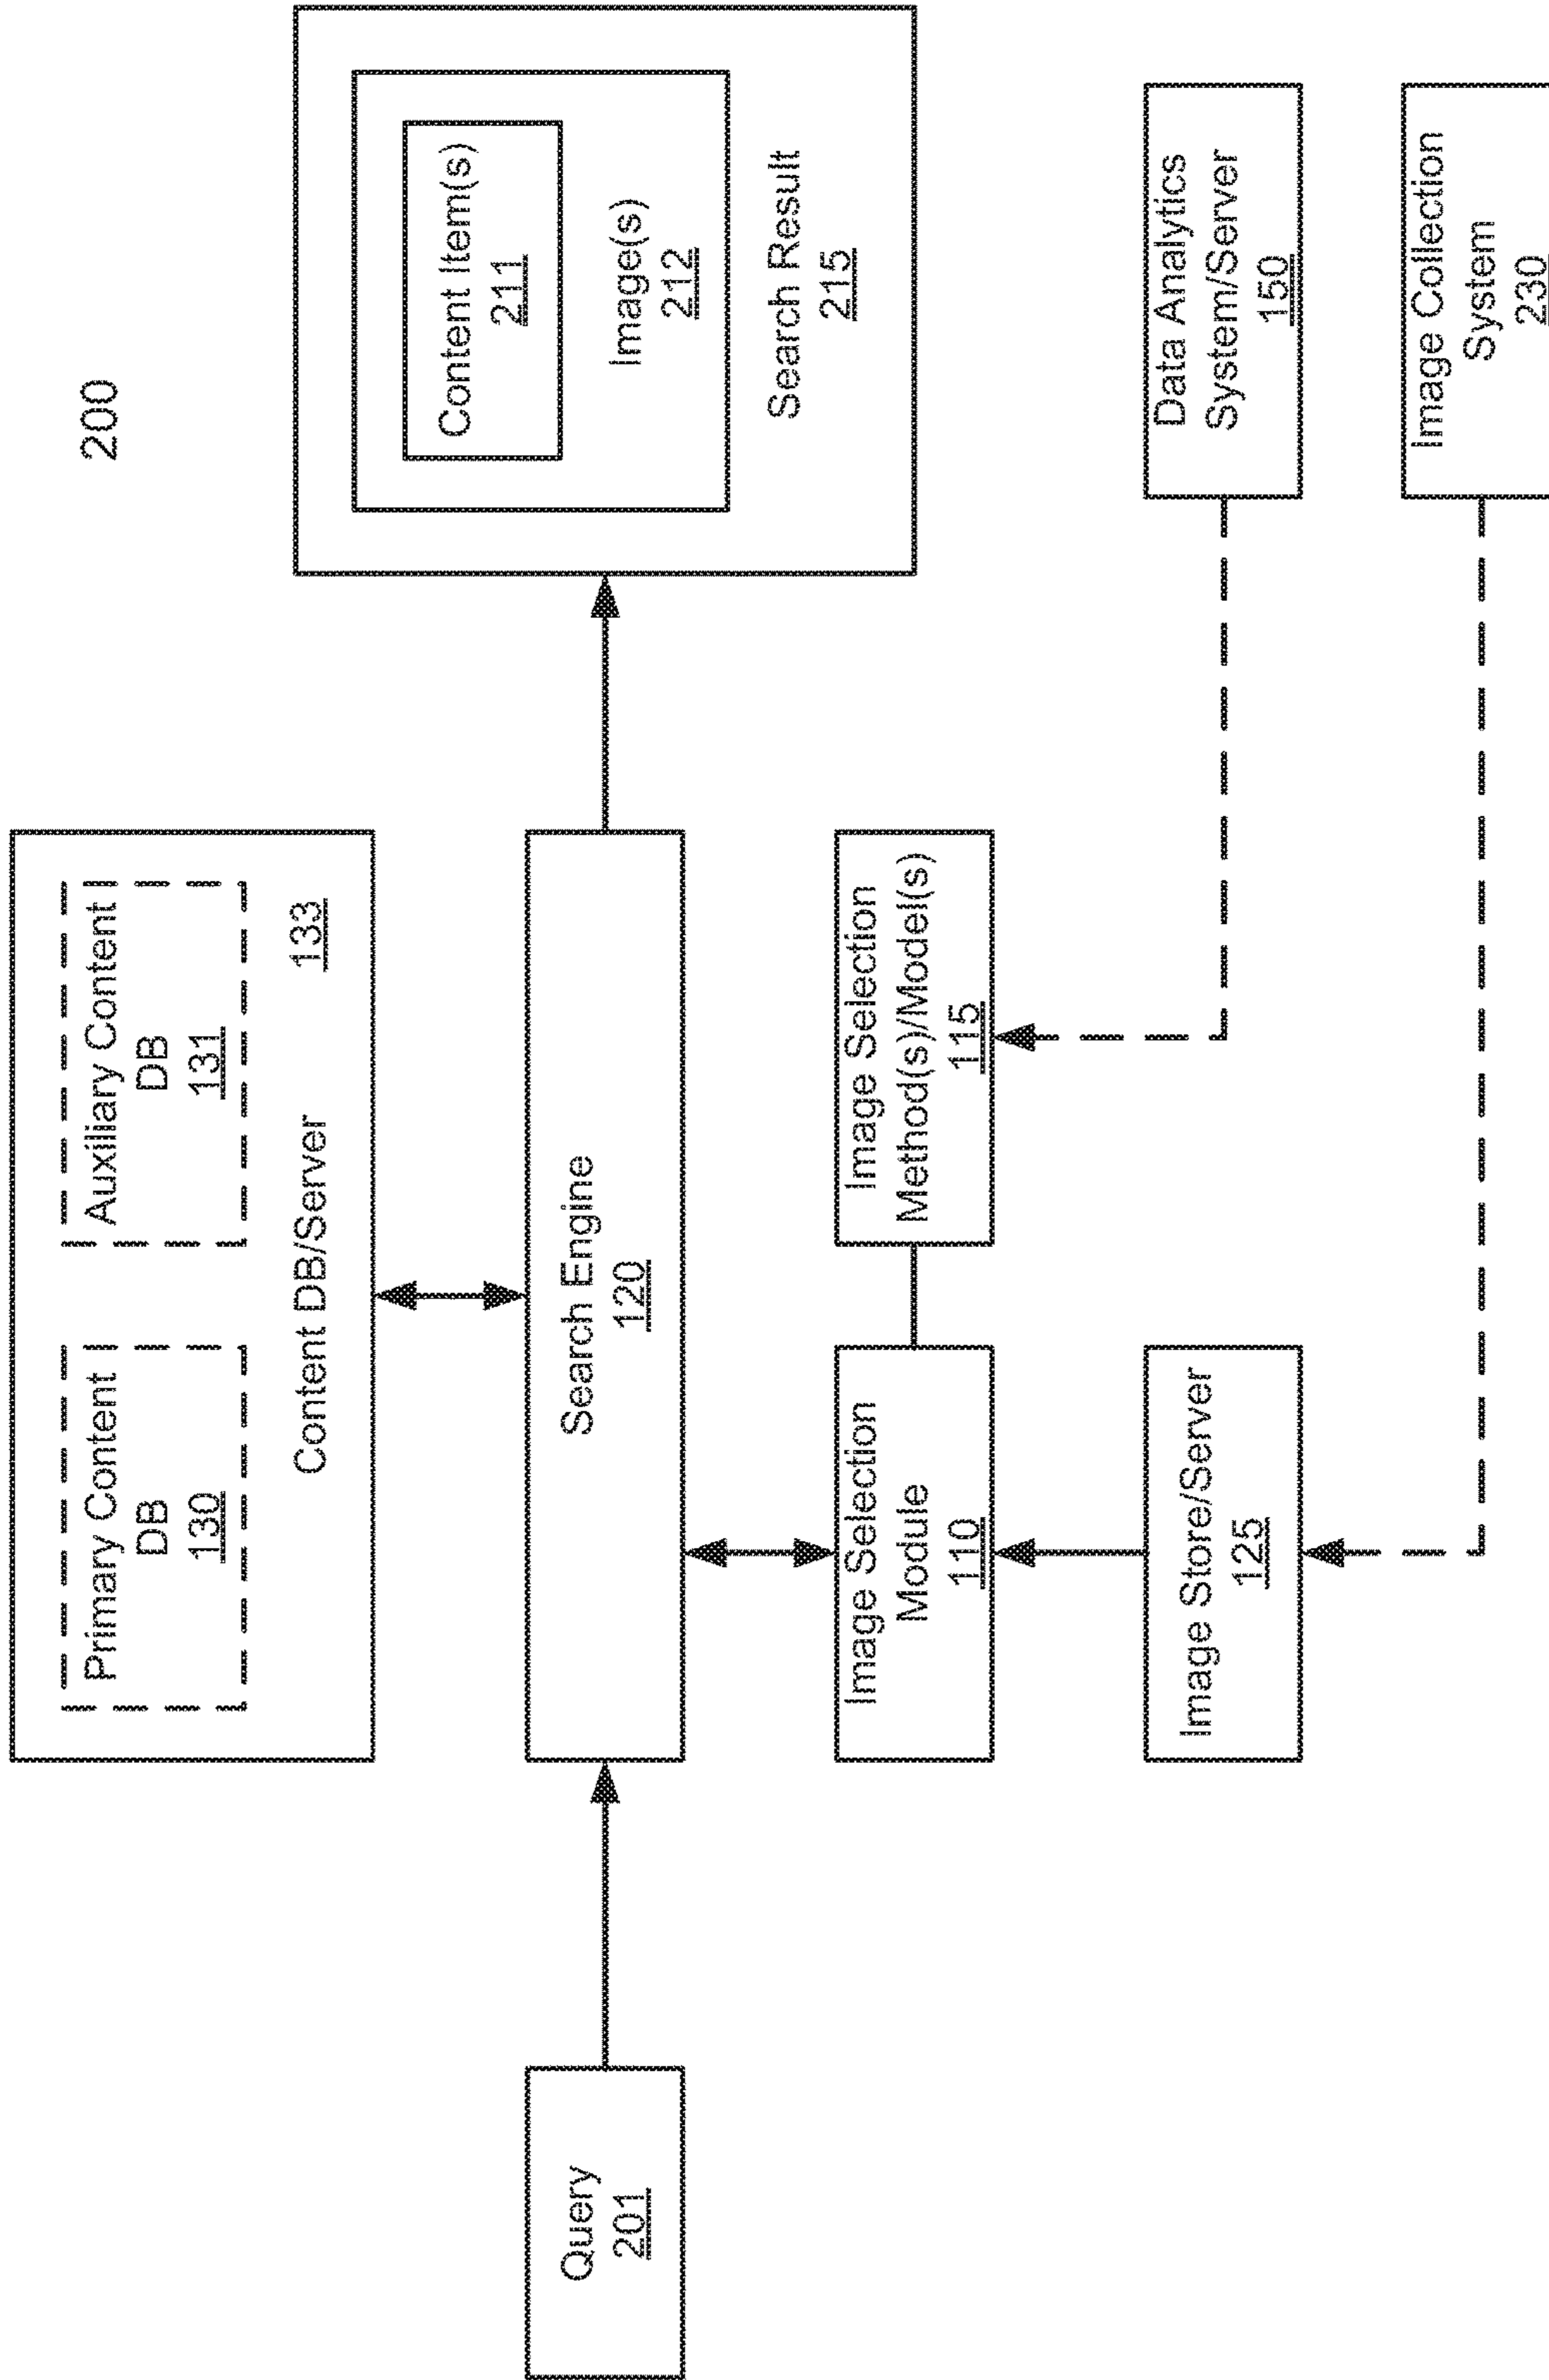 200
Primary Content
DB
130
Auxiliary Content
DB
131
Content DB/Server
133
Query
201
Search Engine
120
Content Item(s)
211
Image(s)
212
Search Result
215
Image Selection
Module
110
Image Selection
Method(s)/Model(s)
115
Image Store/Server
125
Data Analytics
System/Server
150
Image Collection
System
230